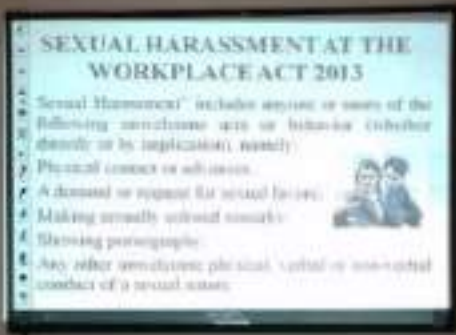 SEXUAL HARASSMENT AT THE
WORKPLACE ACT 2013
Sexual Harassment" includes anyone or more of the
following unwelcome acts or behavior (whether
directly or by implication), namely:
Physical contact or advances.
A demand or request for sexual favors.
Making sexually colored remarks
Showing pornography.
Any other unwelcome physical, verbal or non-verbal
conduct of a sexual nature